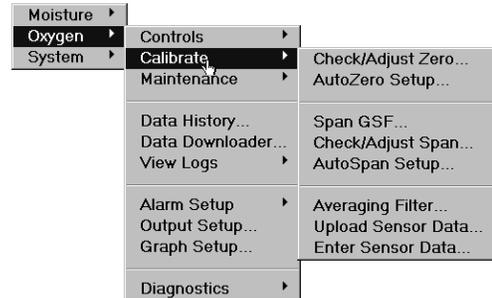 Moisture
Oxygen
System
Controls
Calibrate
Maintenance
Data History...
Data Downloader...
View Logs
Alarm Setup
Output Setup...
Graph Setup...
Diagnostics
Check/Adjust Zero...
AutoZero Setup...
Span GSF...
Check/Adjust Span...
AutoSpan Setup...
Averaging Filter...
Upload Sensor Data...
Enter Sensor Data...